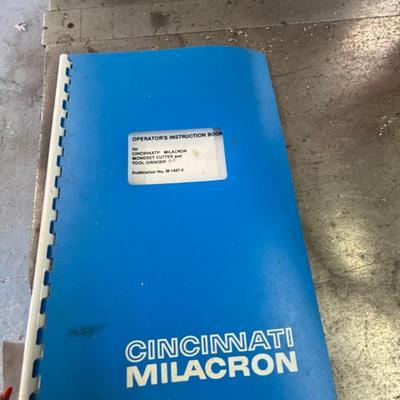 OPERATOR'S INSTRUCTION BOOK
for
CINCINNATI MILACRON
MONOSET CUTTER and
TOOL GRINDER
Publication No. M-1447-4
CINCINNATI
MILACRON